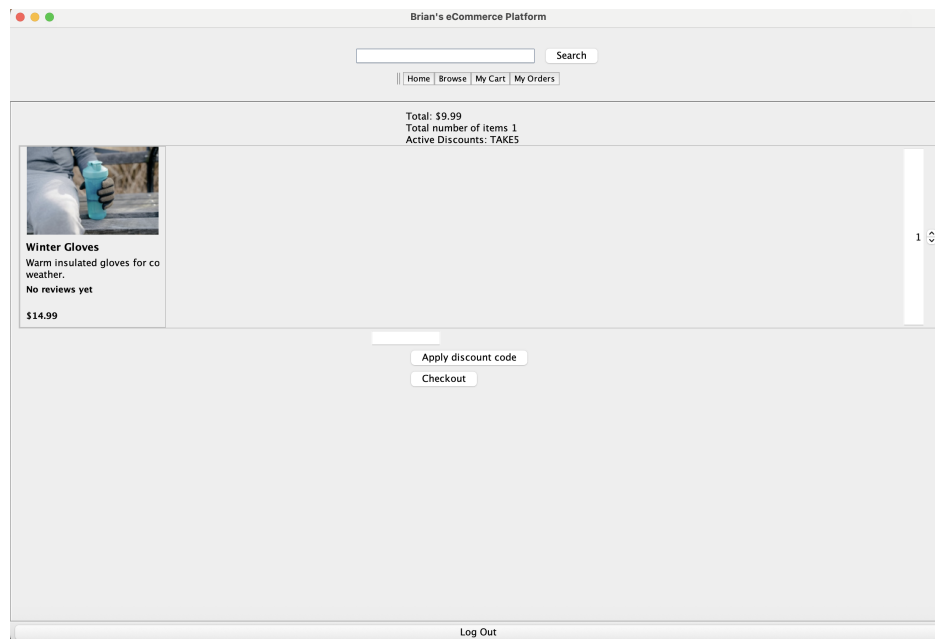 Brian's eCommerce Platform
Search
Home Browse My Cart My Orders
Total: $9.99
Total number of items 1
Active Discounts: TAKE5
Winter Gloves
Warm insulated gloves for co
weather.
No reviews yet
$14.99
1
Apply discount code
Checkout
Log Out